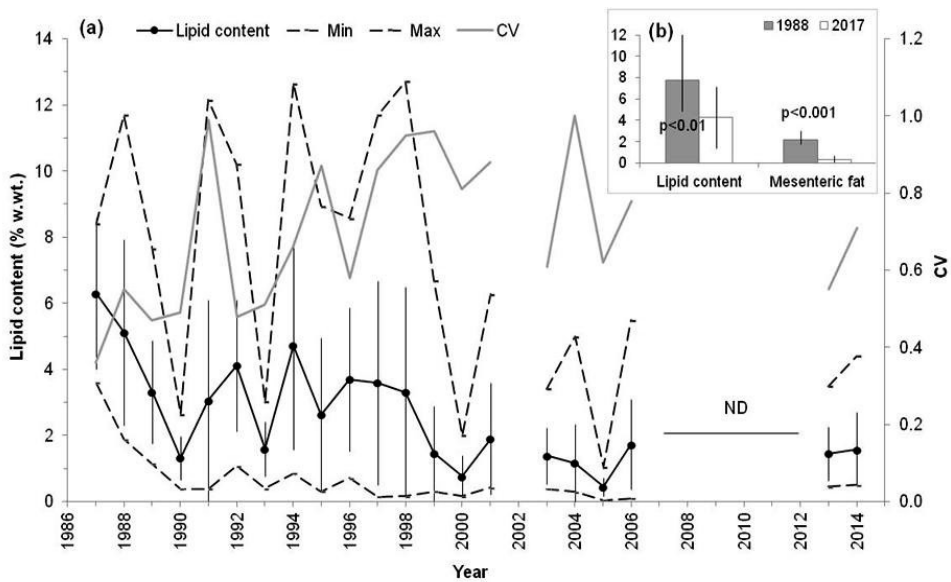 (a) Lipid content Min Max CV
(b) 1988 2017
14
12
10
8
6
4
2
0
Lipid content (% w.wt.)
1.2
1.0
0.8
0.6
0.4
0.2
0.0
CV
12
10
8
6
4
2
0
p<0.01
p<0.001
Lipid content Mesenteric fat
ND
1986 1988 1990 1992 1994 1996 1998 2000 2002 2004 2006 2008 2010 2012 2014
Year